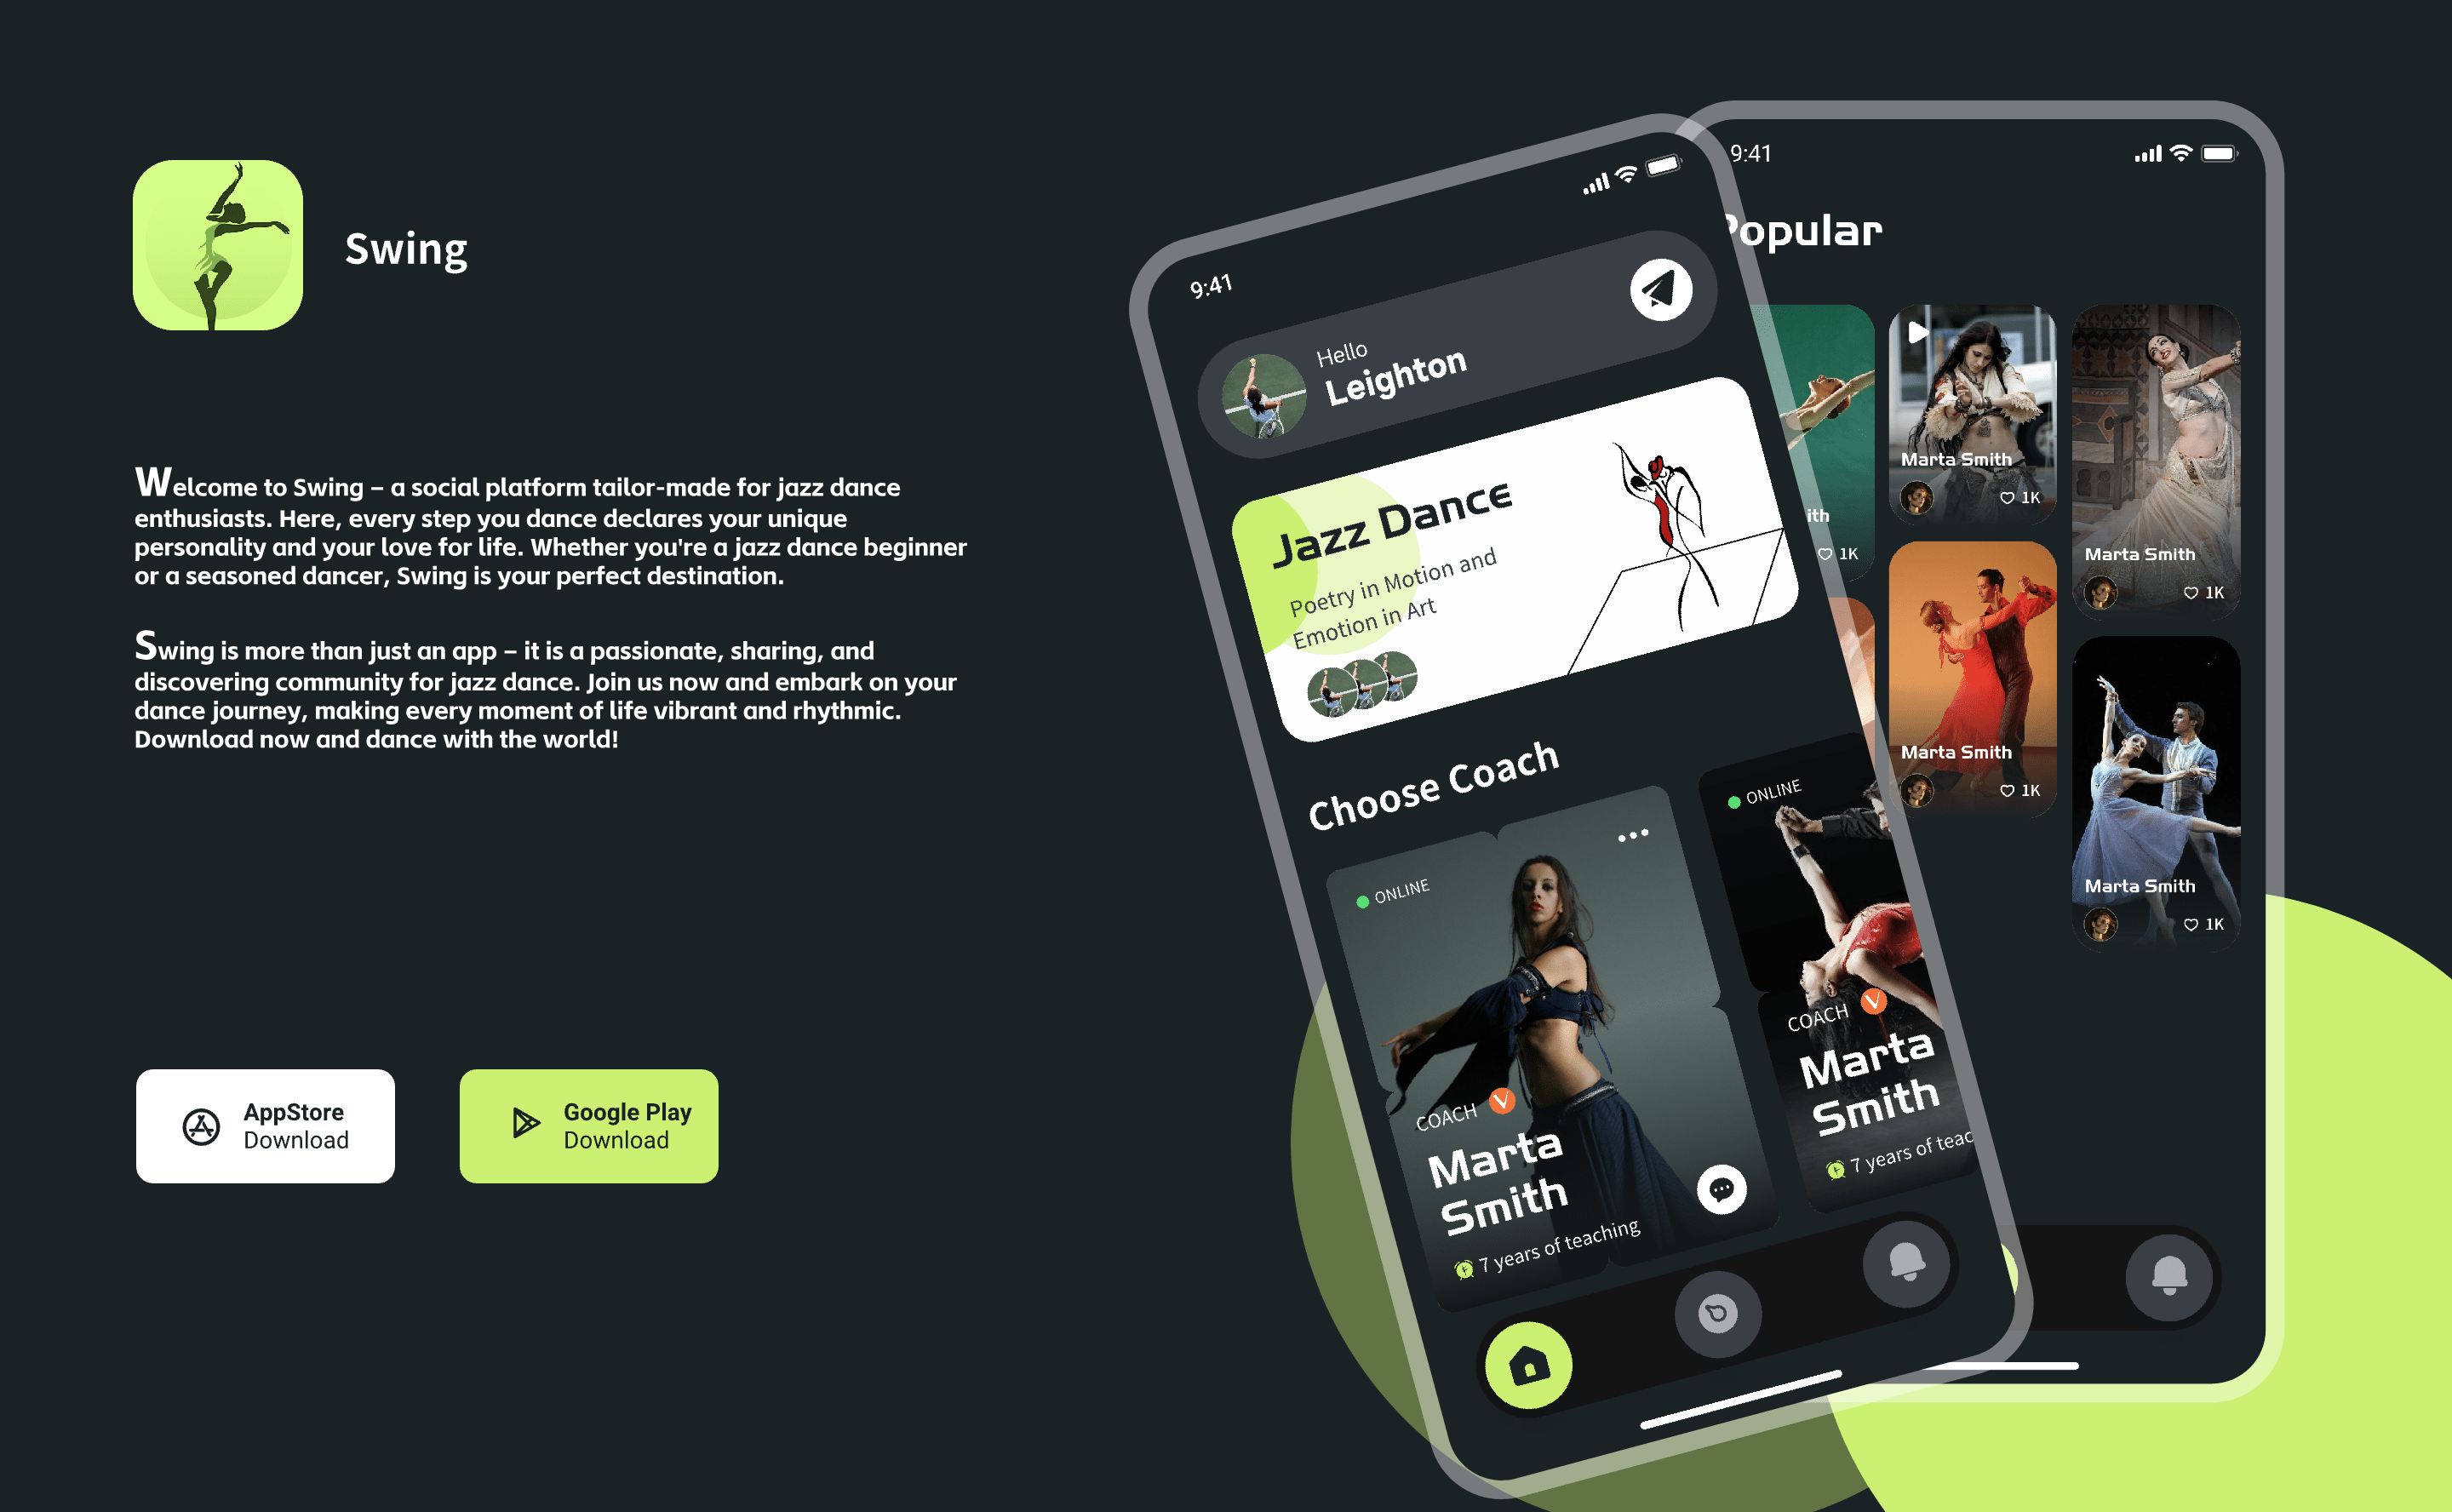 Swing
Welcome to Swing – a social platform tailor-made for jazz dance
enthusiasts. Here, every step you dance declares your unique
personality and your love for life. Whether you're a jazz dance beginner
or a seasoned dancer, Swing is your perfect destination.
Swing is more than just an app – it is a passionate, sharing, and
discovering community for jazz dance. Join us now and embark on your
dance journey, making every moment of life vibrant and rhythmic.
Download now and dance with the world!
AppStore
Download
Google Play
Download
9:41
Hello
Leighton
Jazz Dance
Poetry in Motion and
Emotion in Art
Choose Coach
ONLINE
COACH
Marta
Smith
7 years of teaching
ONLINE
COACH
Marta
Smith
7 years of teac
9:41
Popular
ith
1K
Marta Smith
1K
Marta Smith
1K
Marta Smith
1K
Marta Smith
1K